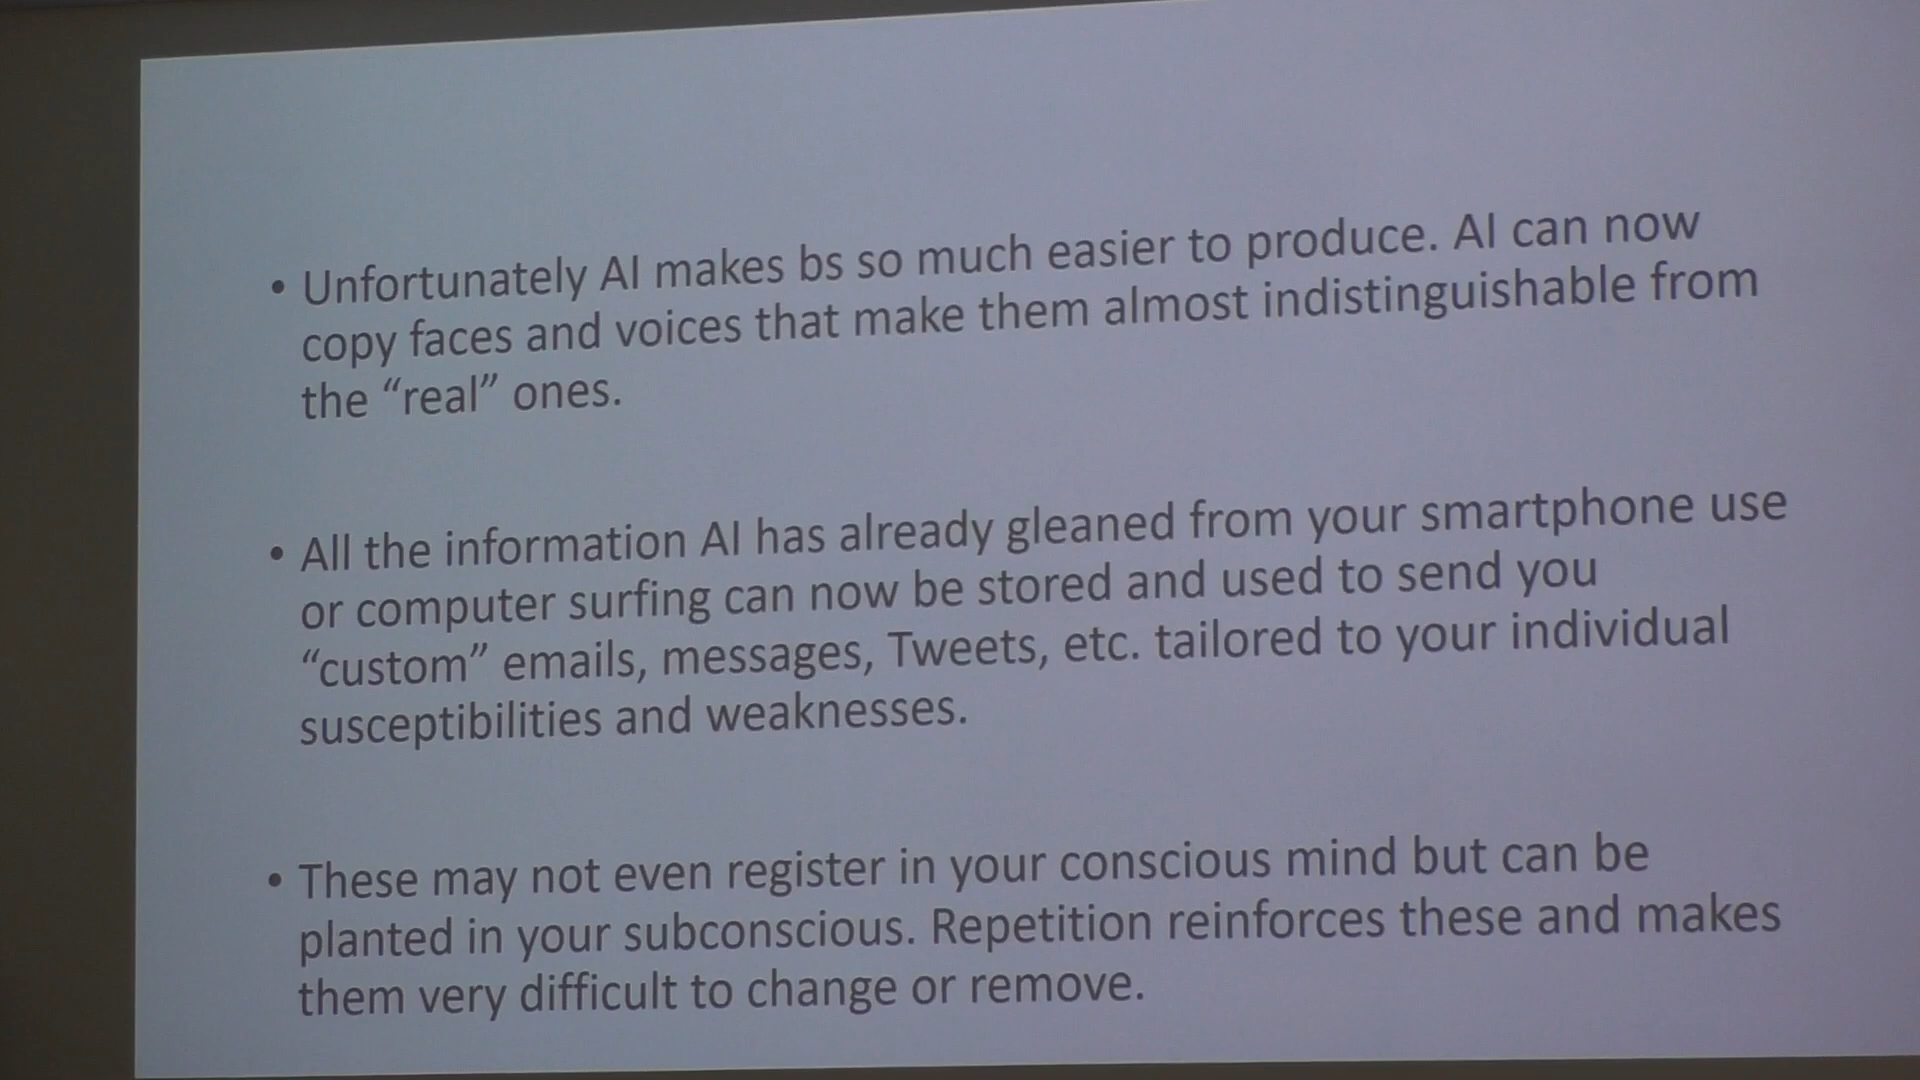 • Unfortunately AI makes bs so much easier to produce. AI can now
copy faces and voices that make them almost indistinguishable from
the “real” ones.
• All the information AI has already gleaned from your smartphone use
or computer surfing can now be stored and used to send you
“custom” emails, messages, Tweets, etc. tailored to your individual
susceptibilities and weaknesses.
• These may not even register in your conscious mind but can be
planted in your subconscious. Repetition reinforces these and makes
them very difficult to change or remove.